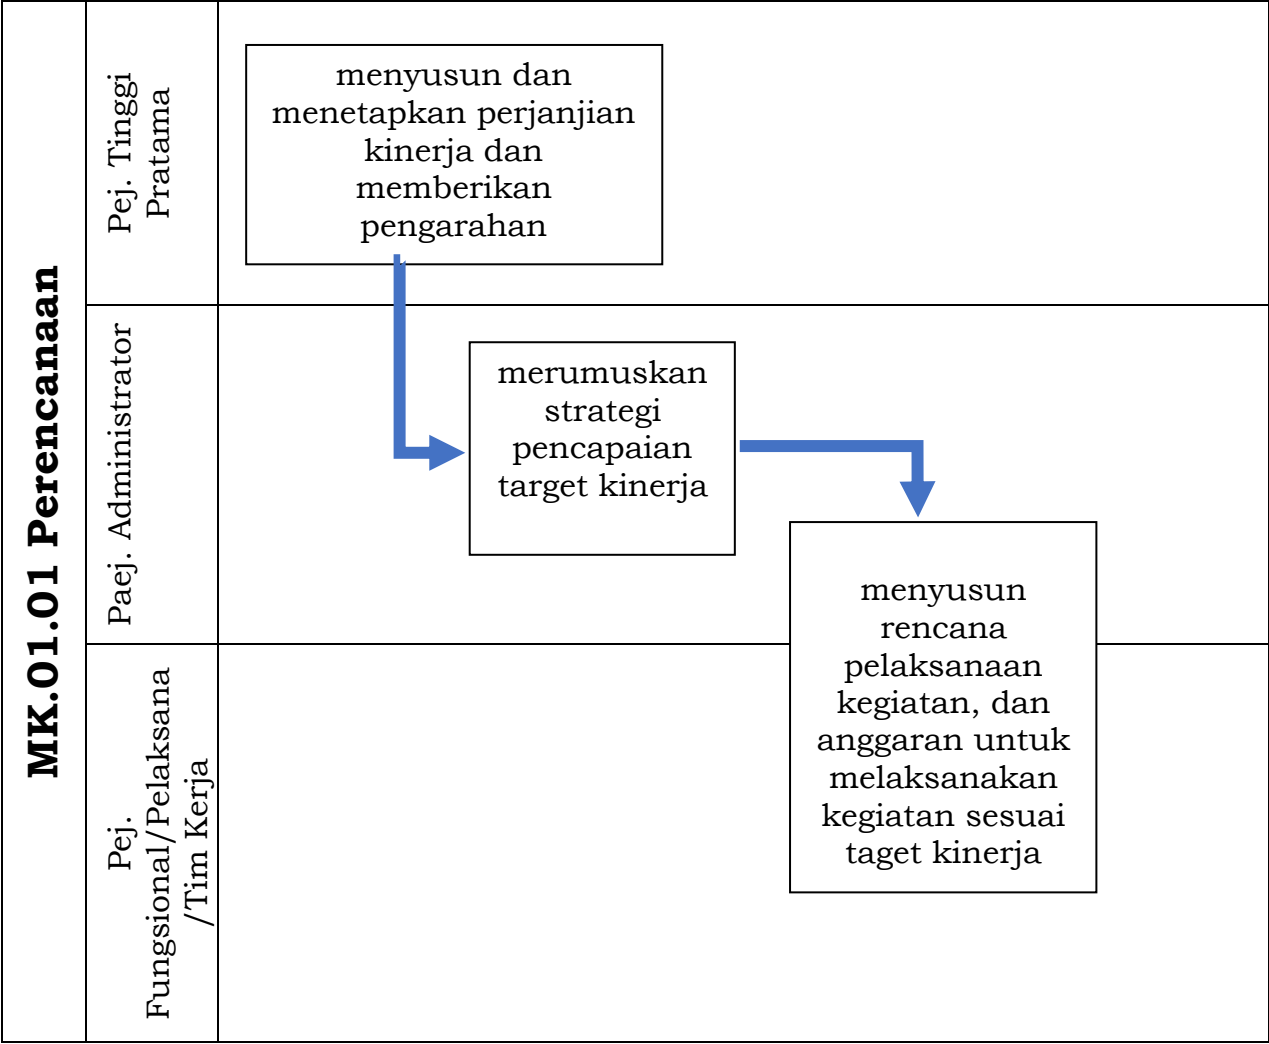 MK.01.01 Perencanaan
Pej. Tinggi
Pratama
menyusun dan
menetapkan perjanjian
kinerja dan
memberikan
pengarahan
Paej. Administrator
merumuskan
strategi
pencapaian
target kinerja
Pej.
Fungsional/Pelaksana
/Tim Kerja
menyusun
rencana
pelaksanaan
kegiatan, dan
anggaran untuk
melaksanakan
kegiatan sesuai
taget kinerja